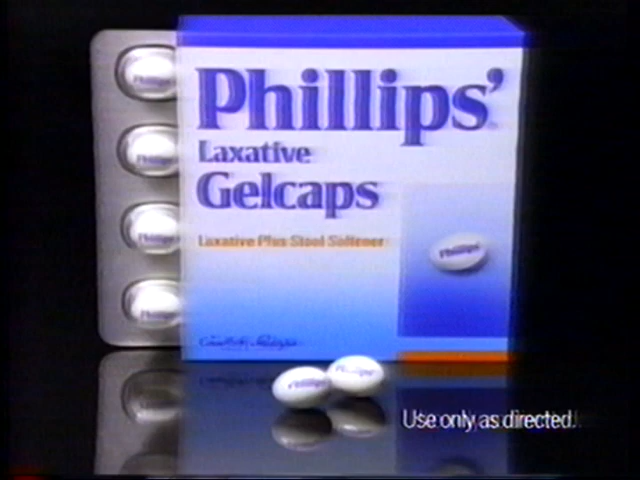 Phillips'
Laxative
Gelcaps
Laxative Plus Stool Softener
Phillips
Phillips
Phillips
Phillips
Phillips
Phillips
Phillips
Use only as directed.